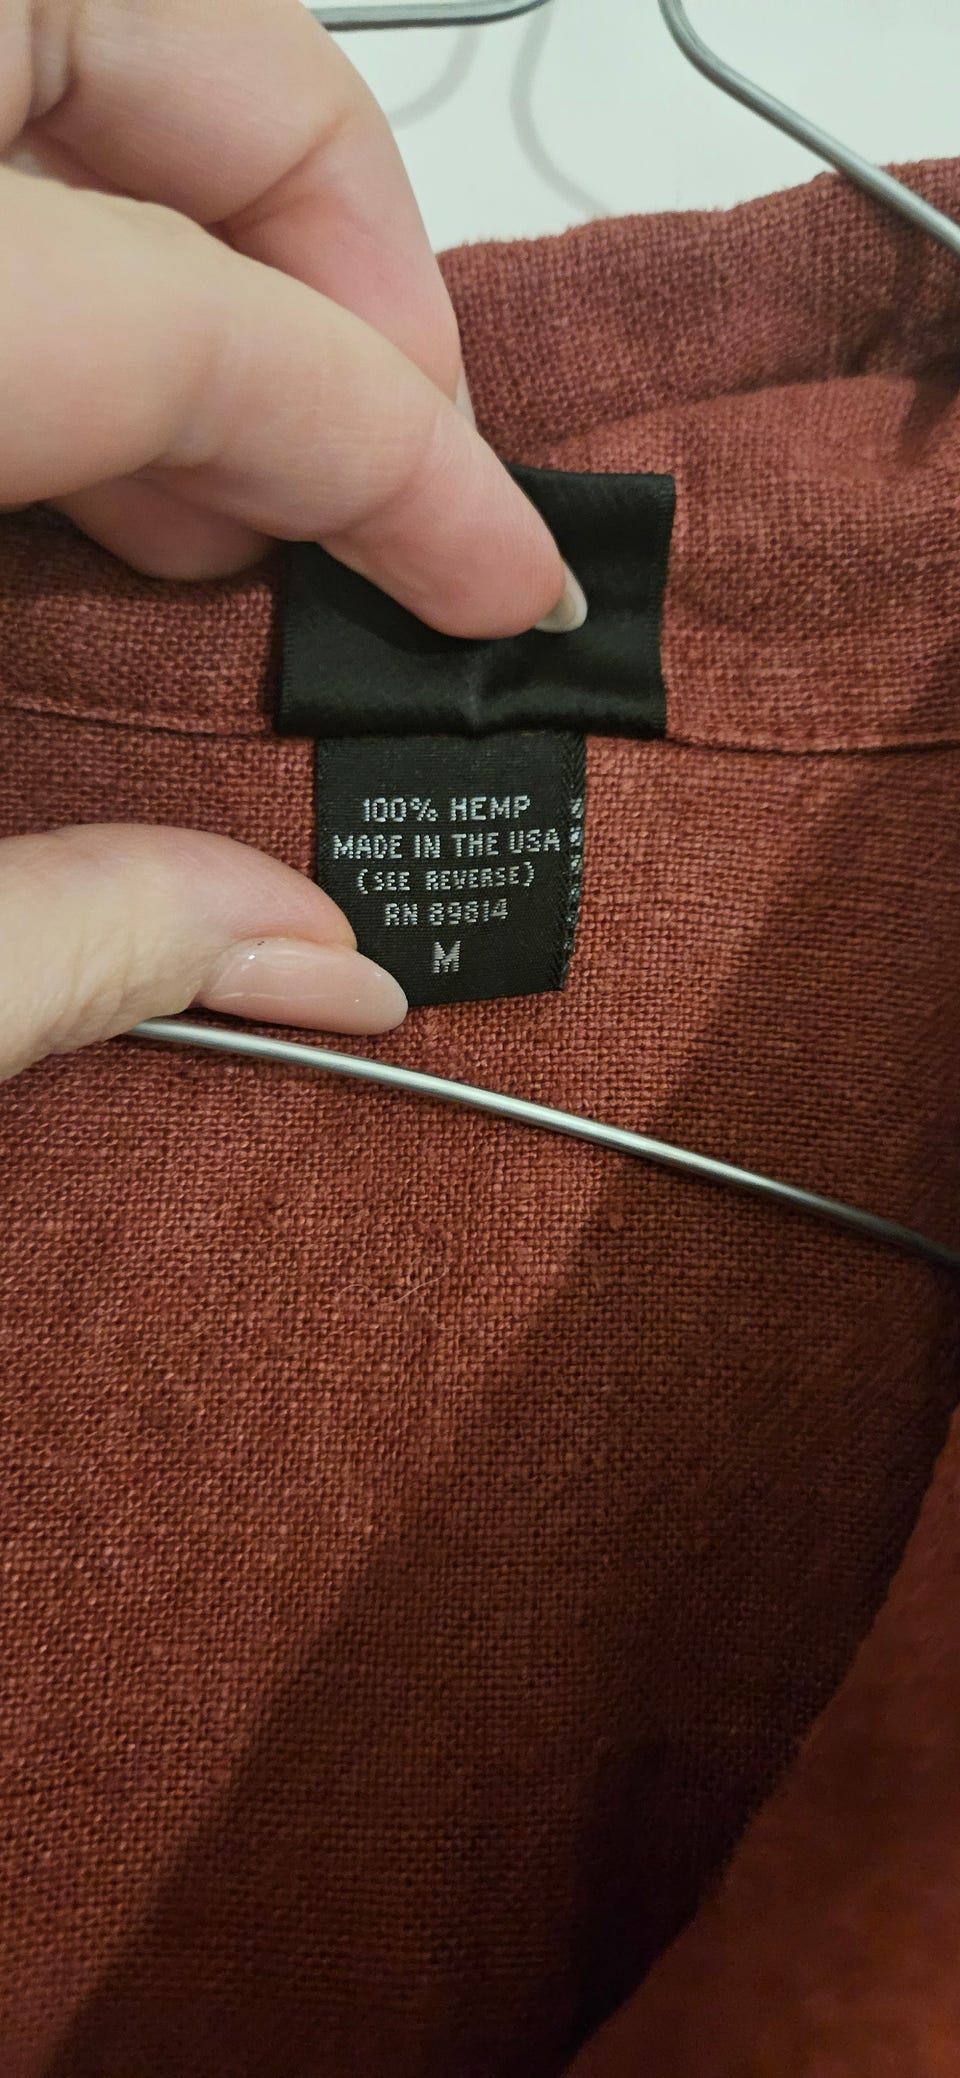 100% HEMP
MADE IN THE USA
(SEE REVERSE)
RN 89814
M